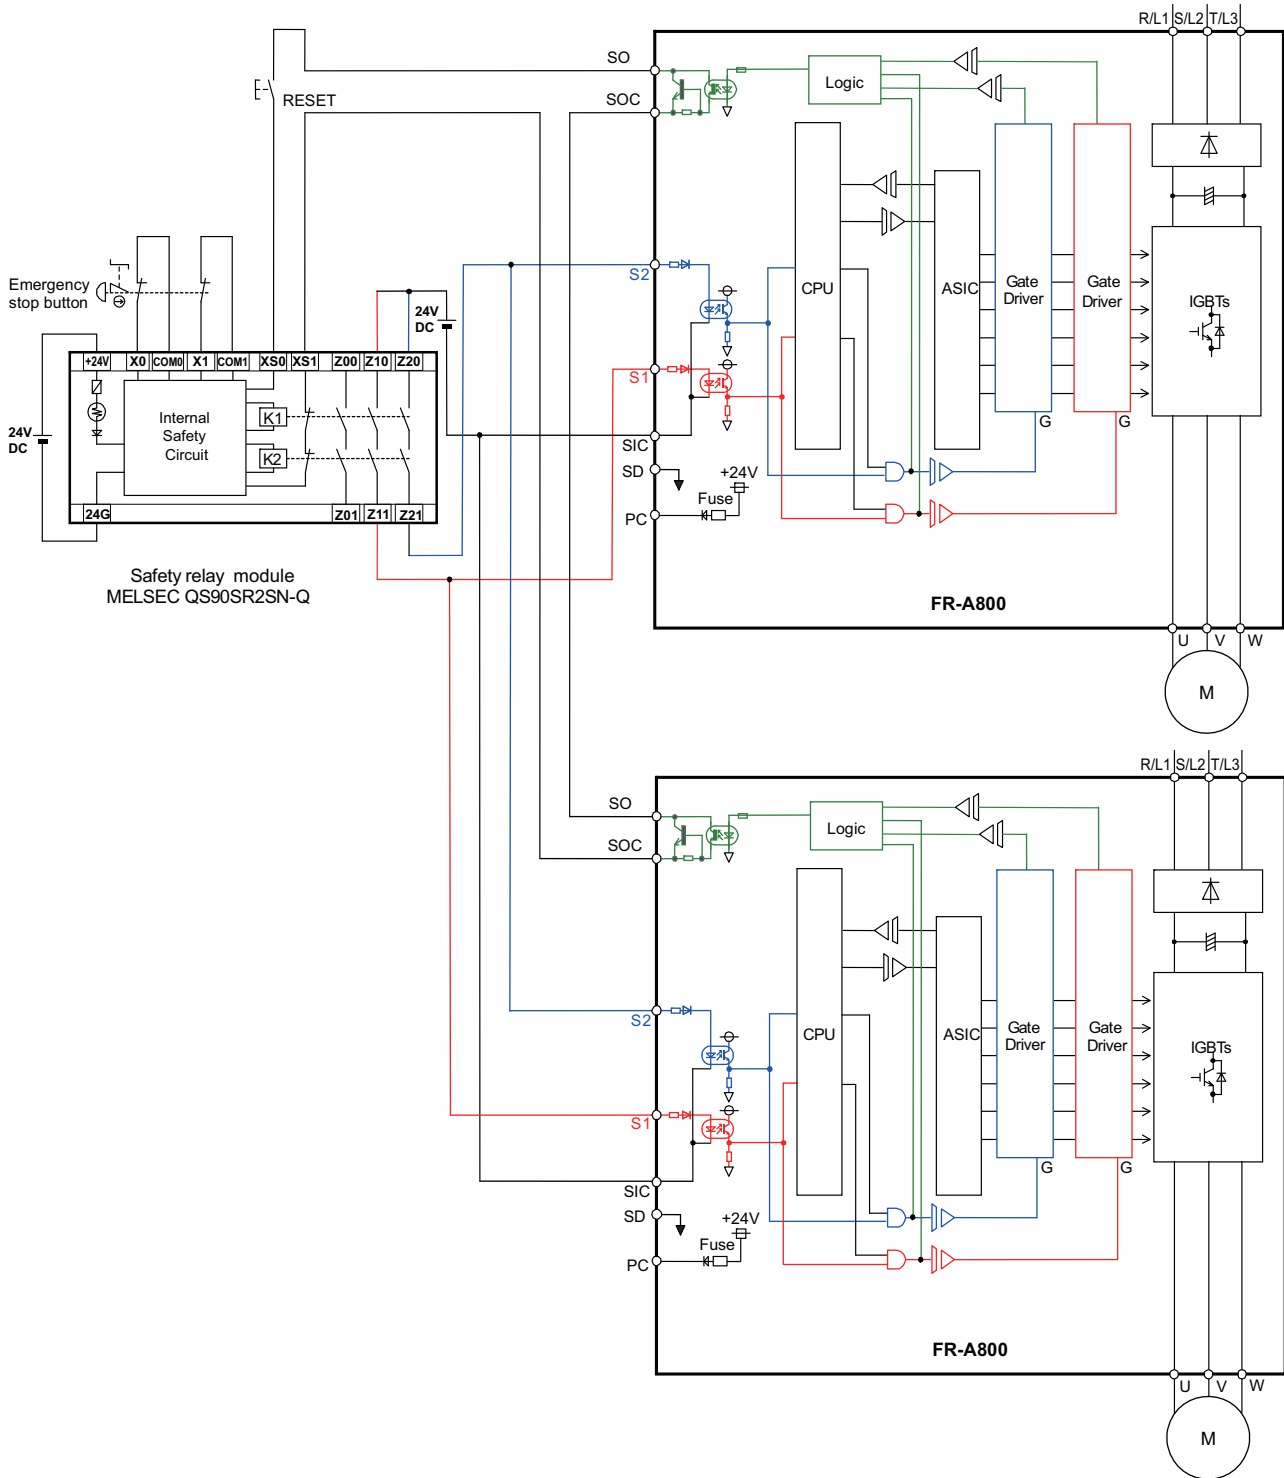 R/L1 S/L2 T/L3
SO
Logic
RESET
SOC
S2
Emergency
stop button
CPU
ASIC
Gate
Driver
Gate
Driver
IGBTs
24V
DC
+24V X0 COM0 X1 COM1 XS0 XS1 Z00 Z10 Z20
S1
Internal
Safety
Circuit
K1
K2
24V
DC
G
G
SIC
SD
+24V
Fuse
PC
24G
Z01 Z11 Z21
Safety relay module
MELSEC QS90SR2SN-Q
FR-A800
U V W
M
R/L1 S/L2 T/L3
SO
Logic
SOC
S2
CPU
ASIC
Gate
Driver
Gate
Driver
IGBTs
S1
G
G
SIC
SD
+24V
Fuse
PC
FR-A800
U V W
M